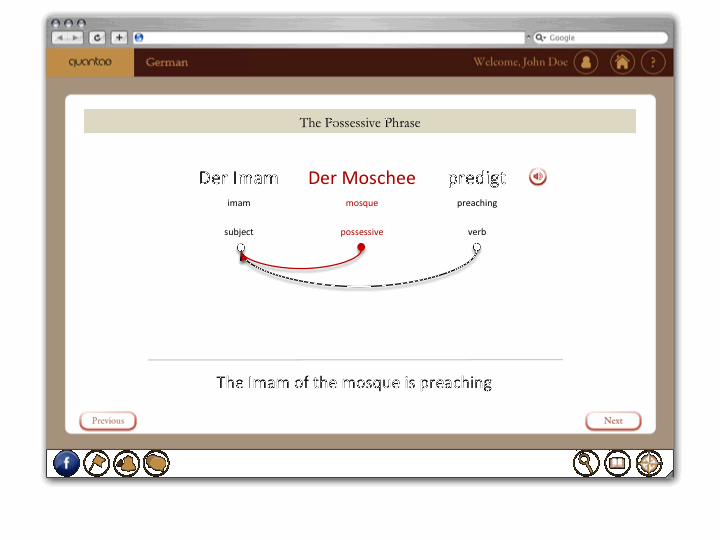 Google
quantao German Welcome, John Doe ?
The Possessive Phrase
Der Imam Der Moschee predigt
imam mosque preaching
subject possessive verb
The Imam of the mosque is preaching
Previous Next
f